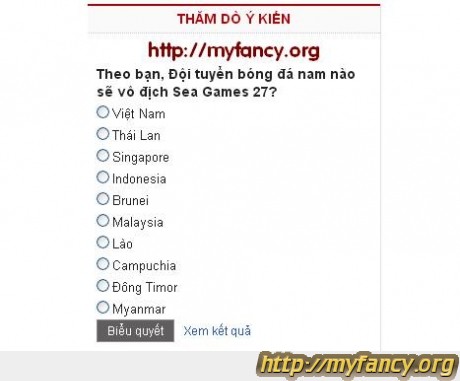 THĂM DÒ Ý KIẾN
http://myfancy.org
Theo bạn, Đội tuyển bóng đá nam nào
sẽ vô địch Sea Games 27?
Việt Nam
Thái Lan
Singapore
Indonesia
Brunei
Malaysia
Lào
Campuchia
Đông Timor
Myanmar
Biểu quyết Xem kết quả
http://myfancy.org